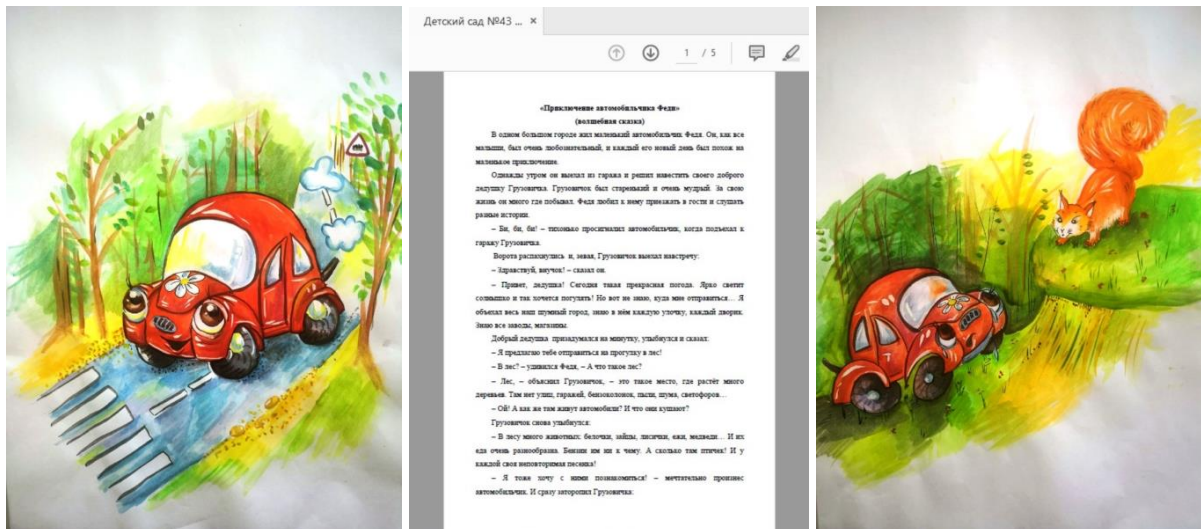 Детский сад №43 ... ×
1 / 5
«Приключение автомобильчика Феди»
(волшебная сказка)
В одном большом городе жил маленький автомобильчик Федя. Он, как все
малыши, был очень любознательный, и каждый его новый день был похож на
маленькое приключение.
Однажды утром он выехал из гаража и решил навестить своего доброго
дедушку Грузовичка. Грузовичок был старенький и очень мудрый. За свою
жизнь он много где побывал. Федя любил к нему приезжать в гости и слушать
разные истории.
– Би, би, би! – тихонько просигналил автомобильчик, когда подъехал к
гаражу Грузовичка.
Ворота распахнулись и, зевая, Грузовичок выехал навстречу:
– Здравствуй, внучок! – сказал он.
– Привет, дедушка! Сегодня такая прекрасная погода. Ярко светит
солнышко и так хочется погулять! Но вот не знаю, куда мне отправиться… Я
объехал весь наш шумный город, знаю в нём каждую улочку, каждый дворик.
Знаю все заводы, магазины.
Добрый дедушка призадумался на минутку, улыбнулся и сказал:
– Я предлагаю тебе отправиться на прогулку в лес!
– В лес? – удивился Федя, – А что такое лес?
– Лес, – объяснил Грузовичок, – это такое место, где растёт много
деревьев. Там нет улиц, гаражей, бензоколонок, пыли, шума, светофоров…
– Ой! А как же там живут автомобили? И что они кушают?
Грузовичок снова улыбнулся:
– В лесу много животных: белочки, зайцы, лисички, ежи, медведи… И их
еда очень разнообразна. Бензин им ни к чему. А сколько там птичек! И у
каждой своя неповторимая песенка!
– Я тоже хочу с ними познакомиться! – мечтательно произнес
автомобильчик. И сразу заторопил Грузовичка: